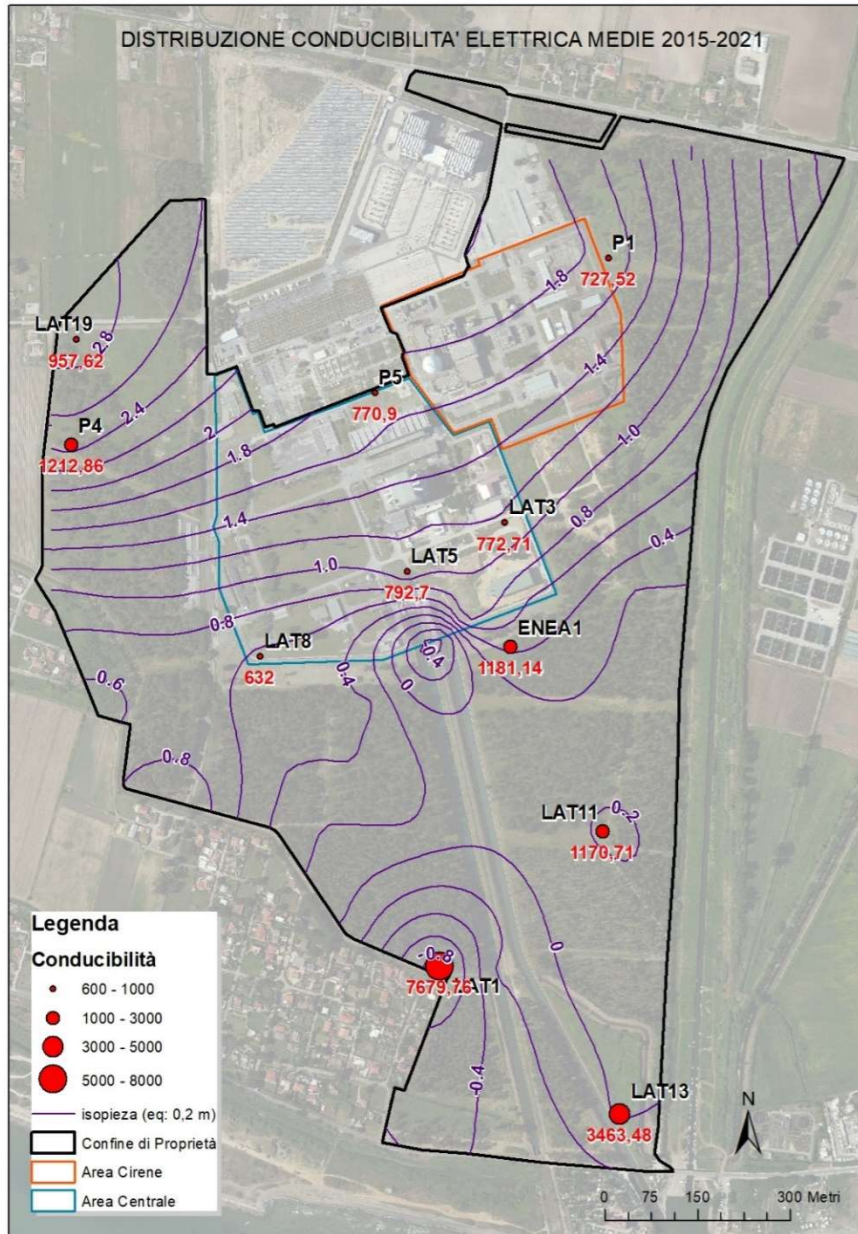 DISTRIBUZIONE CONDUCIBILITA' ELETTRICA MEDIE 2015-2021
P1
727,52
1.8
LAT19
957,62
2.8
P5
770,9
1.4
2.4
P4
1212,86
2
1.8
1.0
LAT3
772,71
1.4
0.8
0.4
LAT5
792,7
1.0
0.8
ENEA1
1181,14
LAT8
632
-0.4
0.4
0
0.6
0.8
LAT11
0.2
1170,71
0
-0.8
LAT1
7679,76
-0.4
LAT13
3463,48
Legenda
Conducibilità
600 - 1000
1000 - 3000
3000 - 5000
5000 - 8000
isopieza (eq: 0,2 m)
Confine di Proprietà
Area Cirene
Area Centrale
N
0 75 150 300 Metri